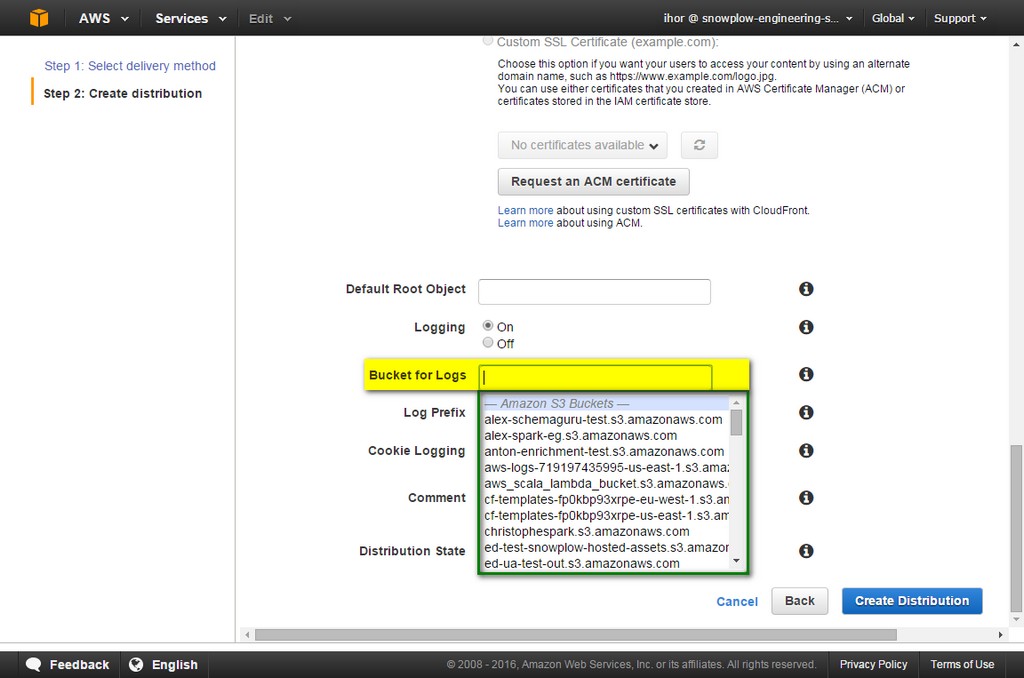 AWS Services Edit ihor @ snowplow-engineering-s... Global Support
Step 1: Select delivery method
Step 2: Create distribution
Custom SSL Certificate (example.com):
Choose this option if you want your users to access your content by using an alternate
domain name, such as https://www.example.com/logo.jpg.
You can use either certificates that you created in AWS Certificate Manager (ACM) or
certificates stored in the IAM certificate store.
No certificates available
Request an ACM certificate
Learn more about using custom SSL certificates with CloudFront.
Learn more about using ACM.
Default Root Object
Logging
On
Off
Bucket for Logs
Log Prefix
Cookie Logging
Comment
Distribution State
— Amazon S3 Buckets —
alex-schemaguru-test.s3.amazonaws.com
alex-spark-eg.s3.amazonaws.com
anton-enrichment-test.s3.amazonaws.com
aws-logs-719197435995-us-east-1.s3.ama
aws_scala_lambda_bucket.s3.amazonaws.
cf-templates-fp0kbp93xrpe-eu-west-1.s3.an
cf-templates-fp0kbp93xrpe-us-east-1.s3.am
christophespark.s3.amazonaws.com
ed-test-snowplow-hosted-assets.s3.amazon
ed-ua-test-out.s3.amazonaws.com
Cancel Back Create Distribution
Feedback English © 2008 - 2016, Amazon Web Services, Inc. or its affiliates. All rights reserved. Privacy Policy Terms of Use